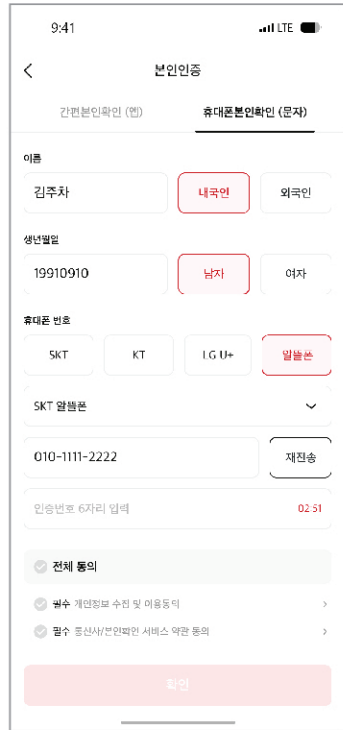 9:41 LTE
본인인증
간편본인확인 (앱) 휴대폰본인확인 (문자)
이름
김주차 내국인 외국인
생년월일
19910910 남자 여자
휴대폰 번호
SKT KT LG U+ 알뜰폰
SKT 알뜰폰
010-1111-2222 재전송
인증번호 6자리 입력 02:51
전체 동의
필수 개인정보 수집 및 이용동의
필수 통신사/본인확인 서비스 약관 동의
확인